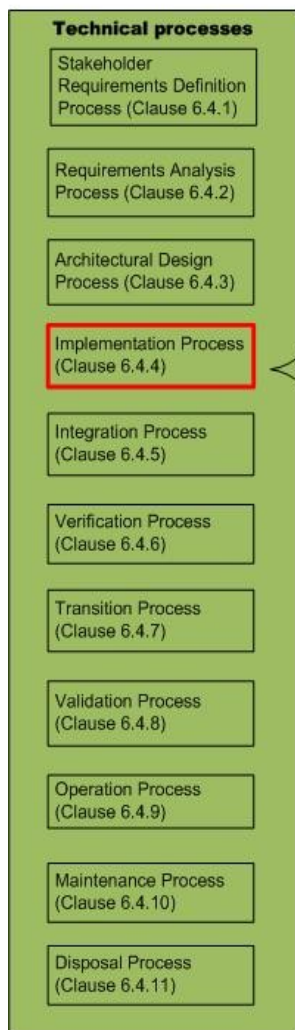 Technical processes
Stakeholder
Requirements Definition
Process (Clause 6.4.1)
Requirements Analysis
Process (Clause 6.4.2)
Architectural Design
Process (Clause 6.4.3)
Implementation Process
(Clause 6.4.4)
Integration Process
(Clause 6.4.5)
Verification Process
(Clause 6.4.6)
Transition Process
(Clause 6.4.7)
Validation Process
(Clause 6.4.8)
Operation Process
(Clause 6.4.9)
Maintenance Process
(Clause 6.4.10)
Disposal Process
(Clause 6.4.11)